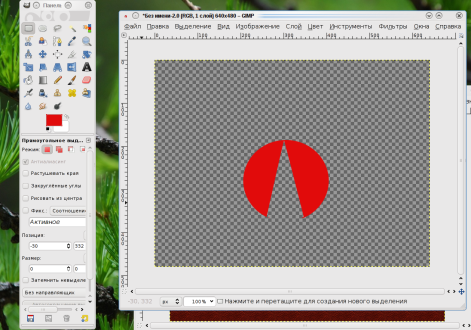 Панель
*Без имени-2.0 (RGB, 1 слой) 640x480 – GIMP
Файл Правка Выделение Вид Изображение Слой Цвет Инструменты Фильтры Окна Справка
Прямоугольное выд...
Режим:
Антиалиасинг
Растушевать края
Закруглённые углы
Рисовать из центра
Фикс. Соотношени
Активное
Позиция:
-30 332
Размер:
0 0
Затемнить невыделе
Без направляющих
-30, 332 px 100% Нажмите и перетащите для создания нового выделения